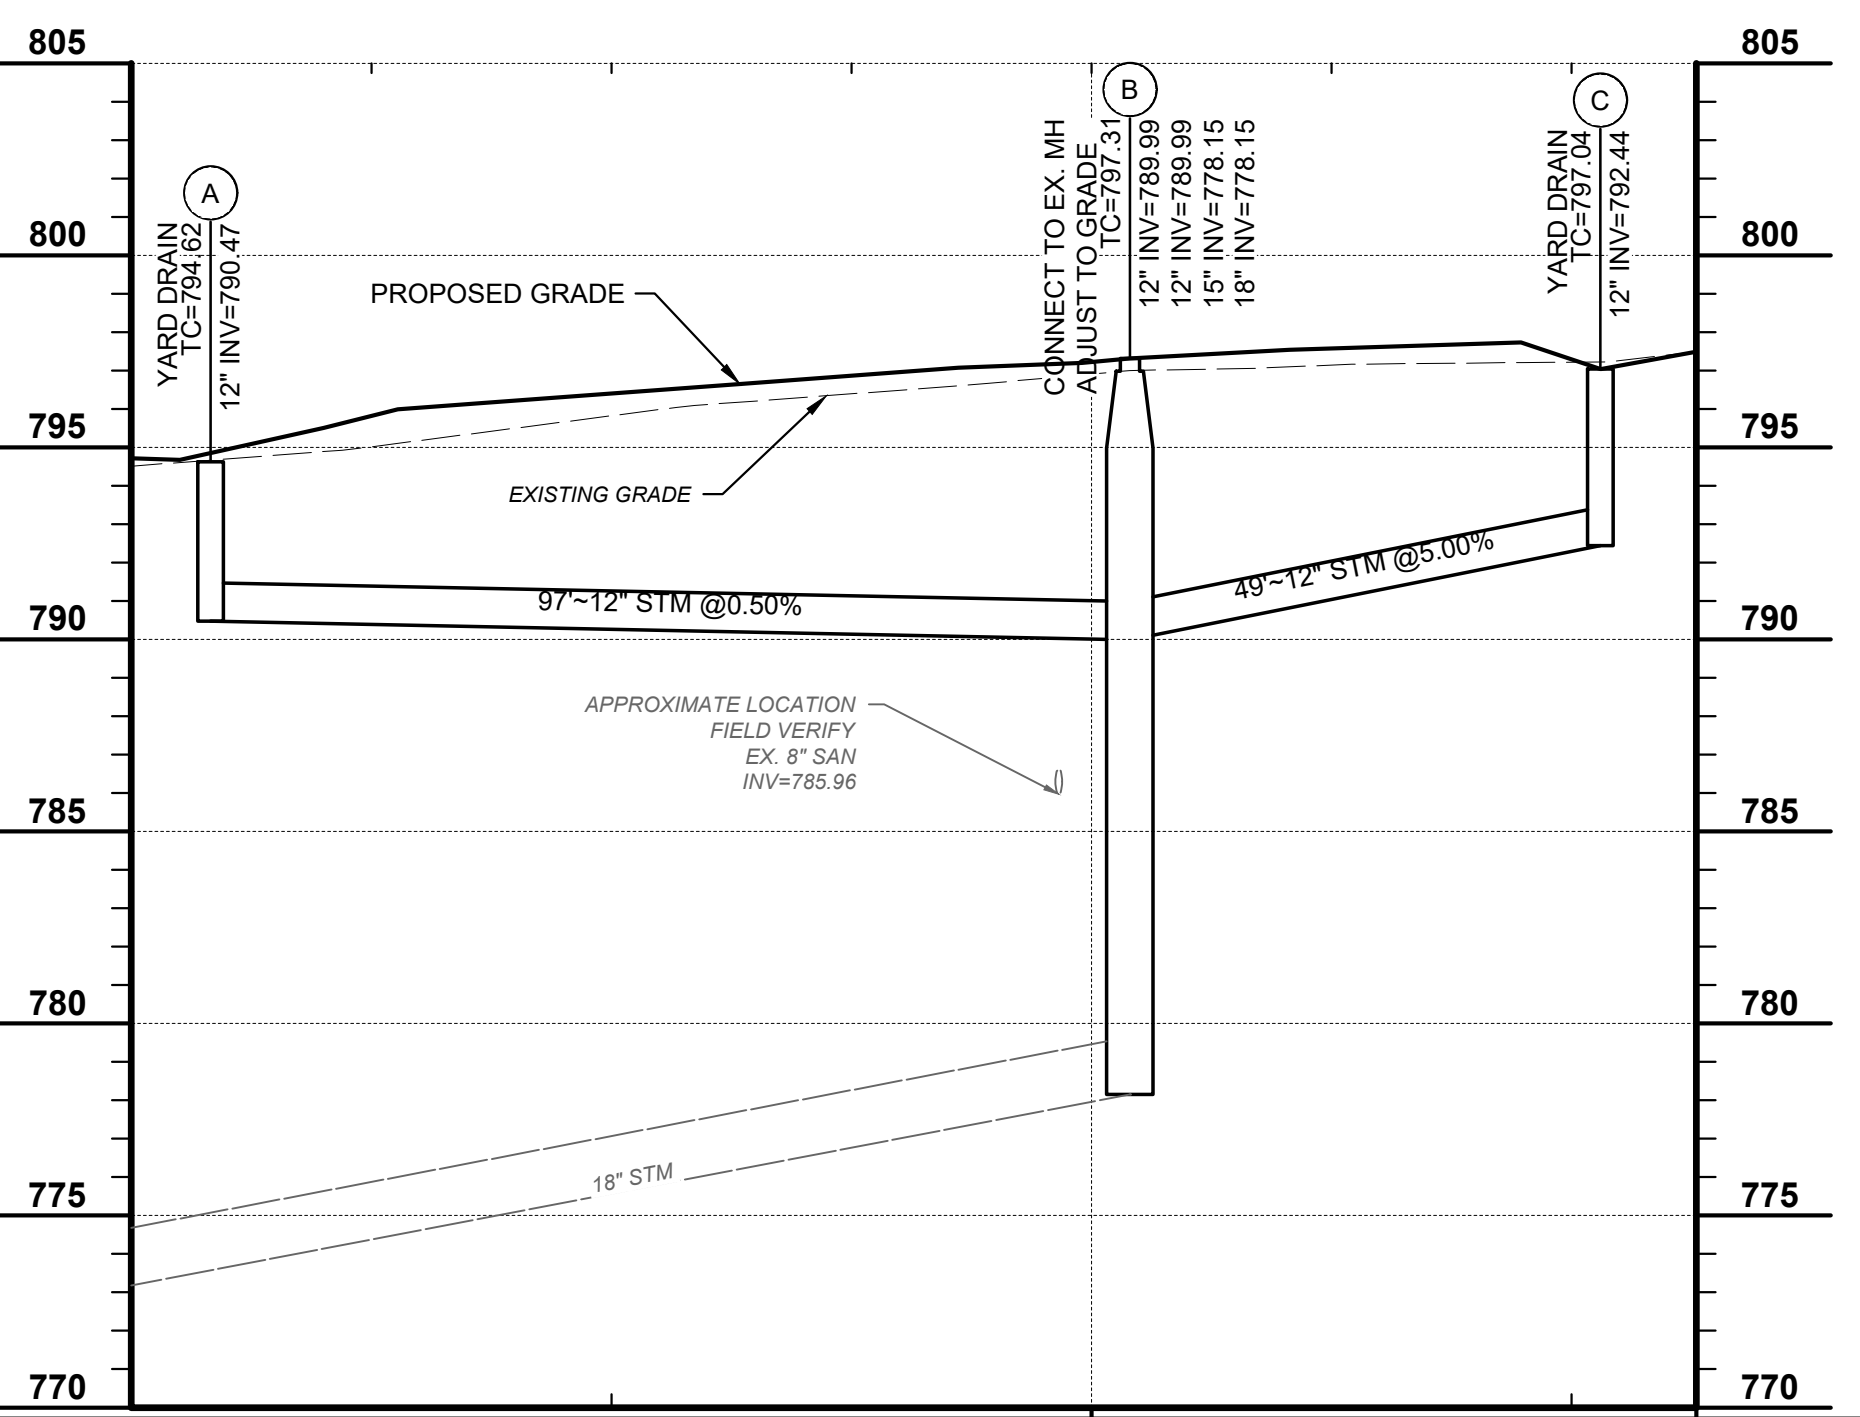 805
805
B
C
A
CONNECT TO EX. MH
ADJUST TO GRADE
TC=797.31
12" INV=789.99
12" INV=789.99
15" INV=778.15
18" INV=778.15
YARD DRAIN
TC=797.04
12" INV=792.44
YARD DRAIN
TC=794.62
12" INV=790.47
800
800
PROPOSED GRADE
795
795
EXISTING GRADE
49'~12" STM @5.00%
97'~12" STM @0.50%
790
790
APPROXIMATE LOCATION
FIELD VERIFY
EX. 8" SAN
INV=785.96
785
785
780
780
18" STM
775
775
770
770